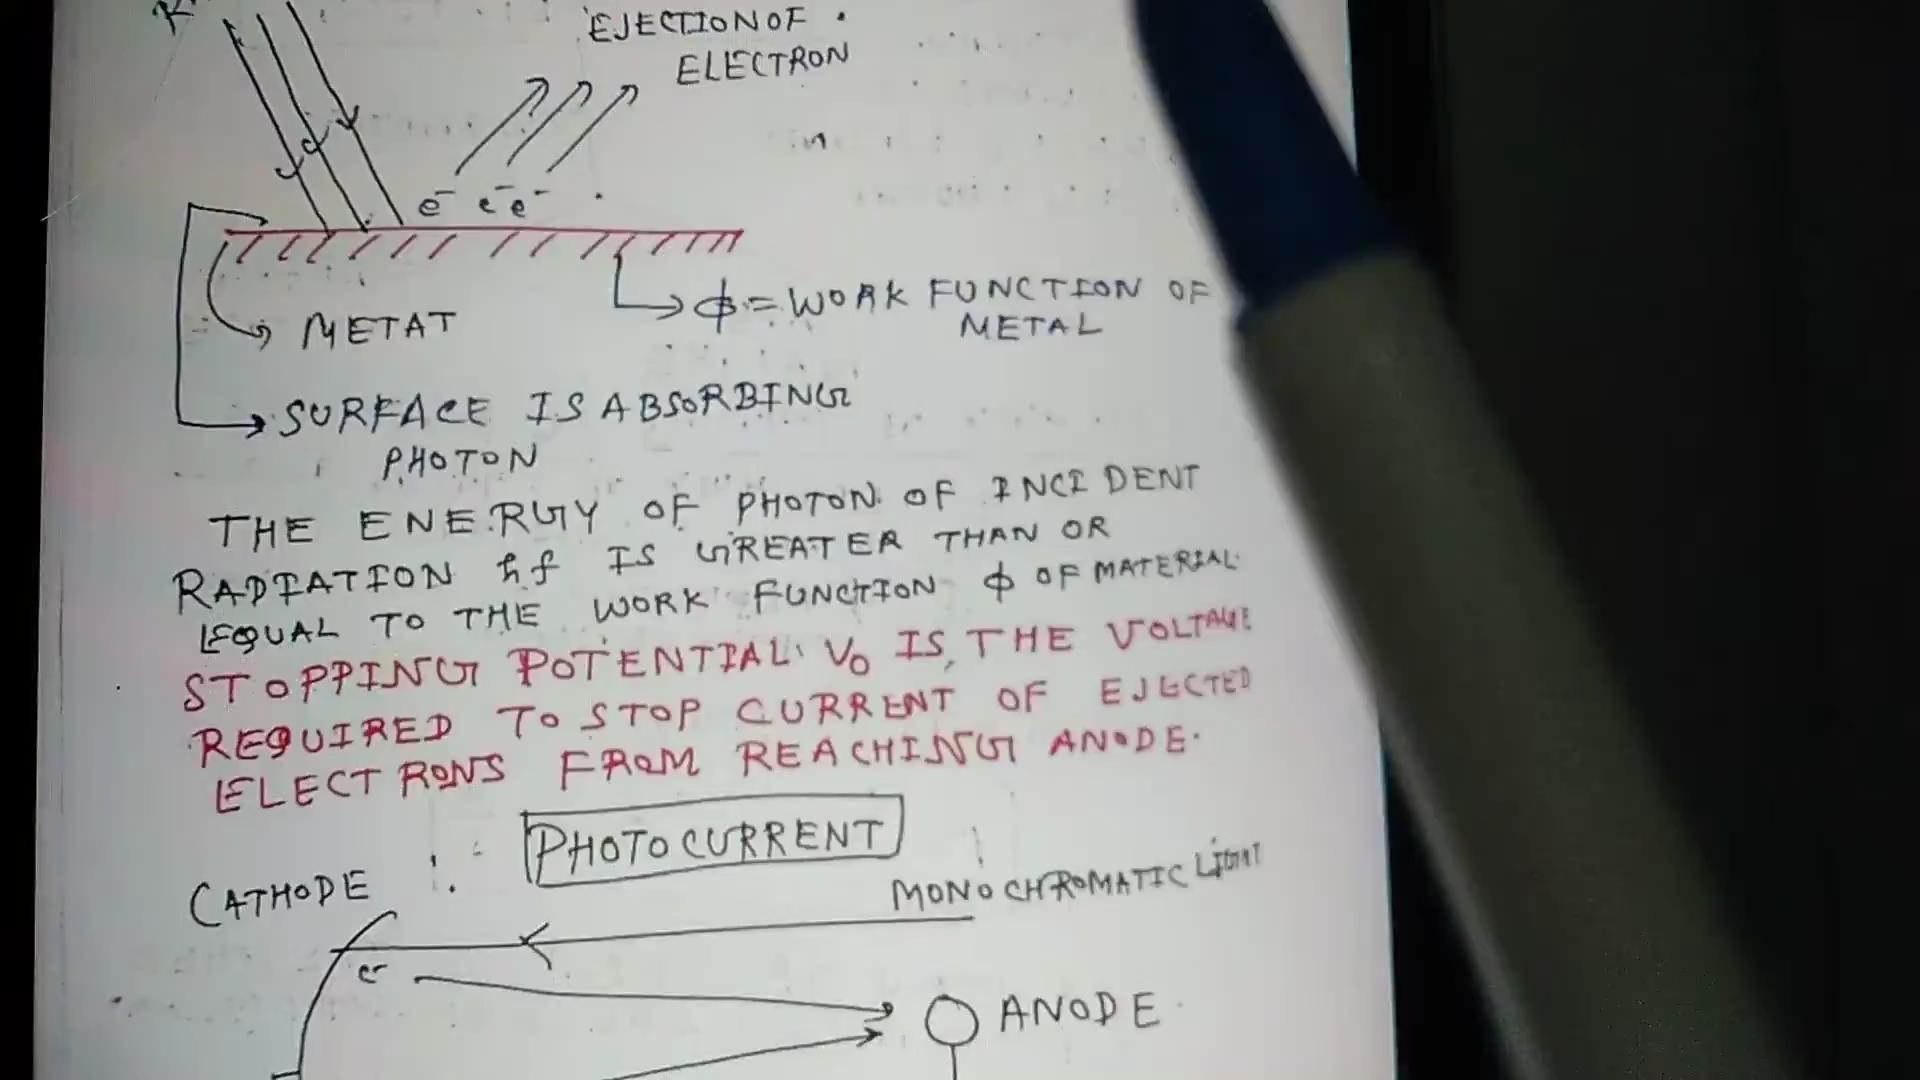 EJECTION OF
ELECTRON
e⁻ e⁻ e⁻
ϕ = WORK FUNCTION OF
METAL
METAT
SURFACE IS ABSORBING
PHOTON
THE ENERGY OF PHOTON OF INCIDENT
RADIATION hf IS GREATER THAN OR
EQUAL TO THE WORK FUNCTION ϕ OF MATERIAL.
STOPPING POTENTIAL V₀ IS THE VOLTAGE
REQUIRED TO STOP CURRENT OF EJECTED
ELECTRONS FROM REACHING ANODE.
PHOTOCURRENT
CATHODE
MONOCHROMATIC LIGHT
e⁻
ANODE